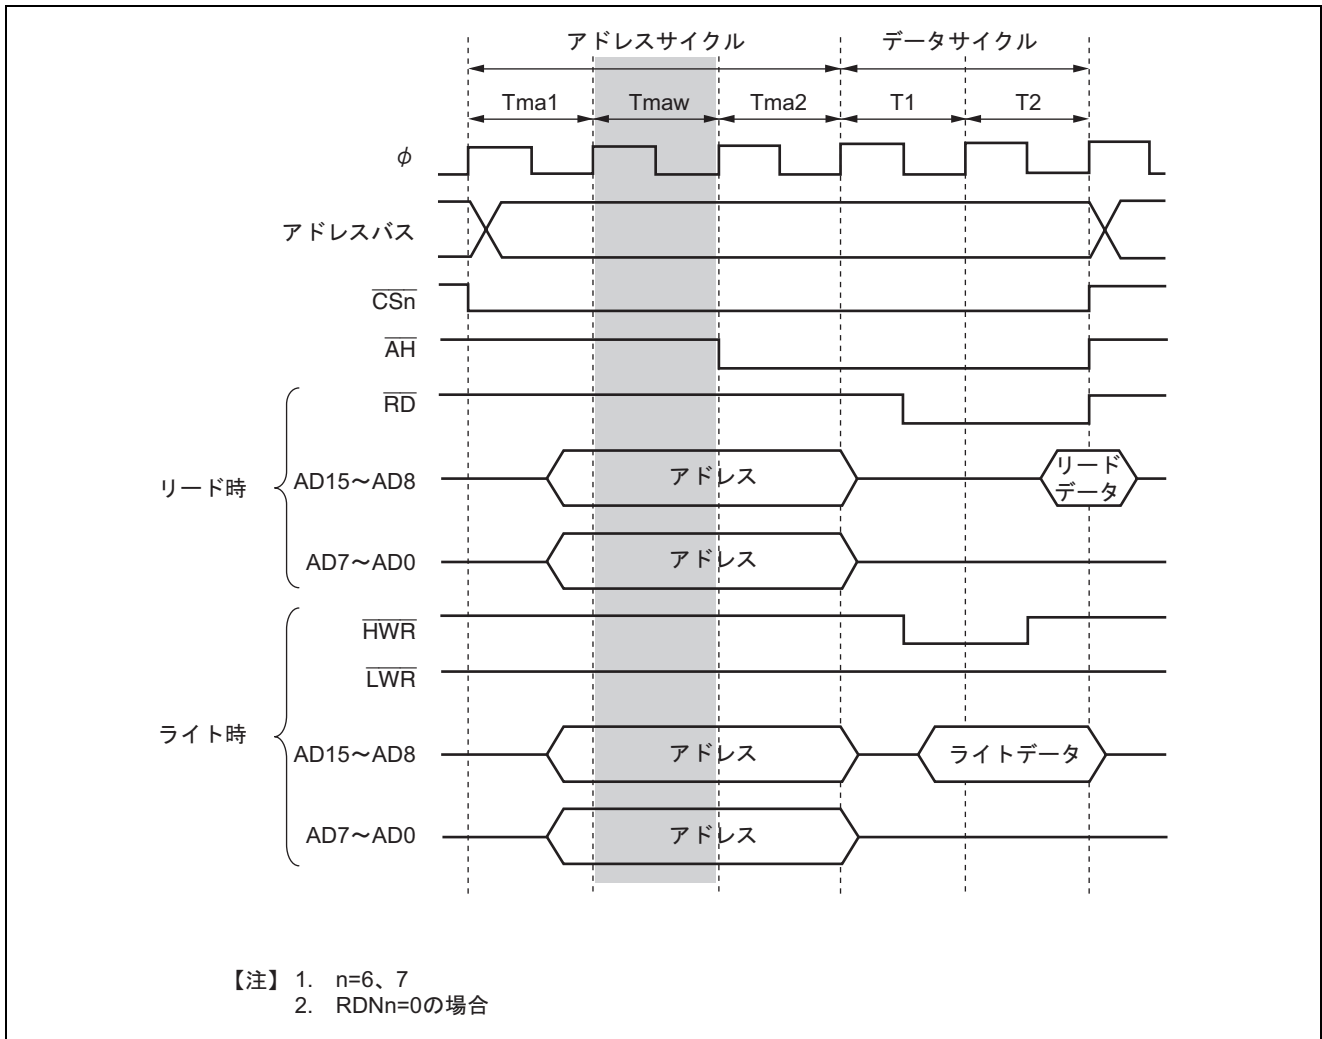 アドレスサイクル データサイクル
Tma1 Tmaw Tma2 T1 T2
φ
アドレスバス
CSn
AH
RD
リード時
AD15～AD8 アドレス リード
データ
AD7～AD0 アドレス
HWR
LWR
ライト時
AD15～AD8 アドレス ライトデータ
AD7～AD0 アドレス
【注】 1. n=6、7
2. RDNn=0の場合